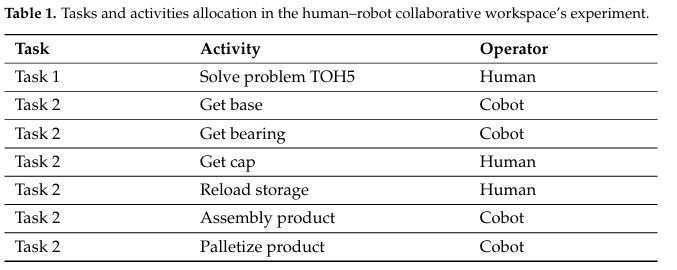 Table 1. Tasks and activities allocation in the human–robot collaborative workspace's experiment.
Task Activity Operator
Task 1 Solve problem TOH5 Human
Task 2 Get base Cobot
Task 2 Get bearing Cobot
Task 2 Get cap Human
Task 2 Reload storage Human
Task 2 Assembly product Cobot
Task 2 Palletize product Cobot